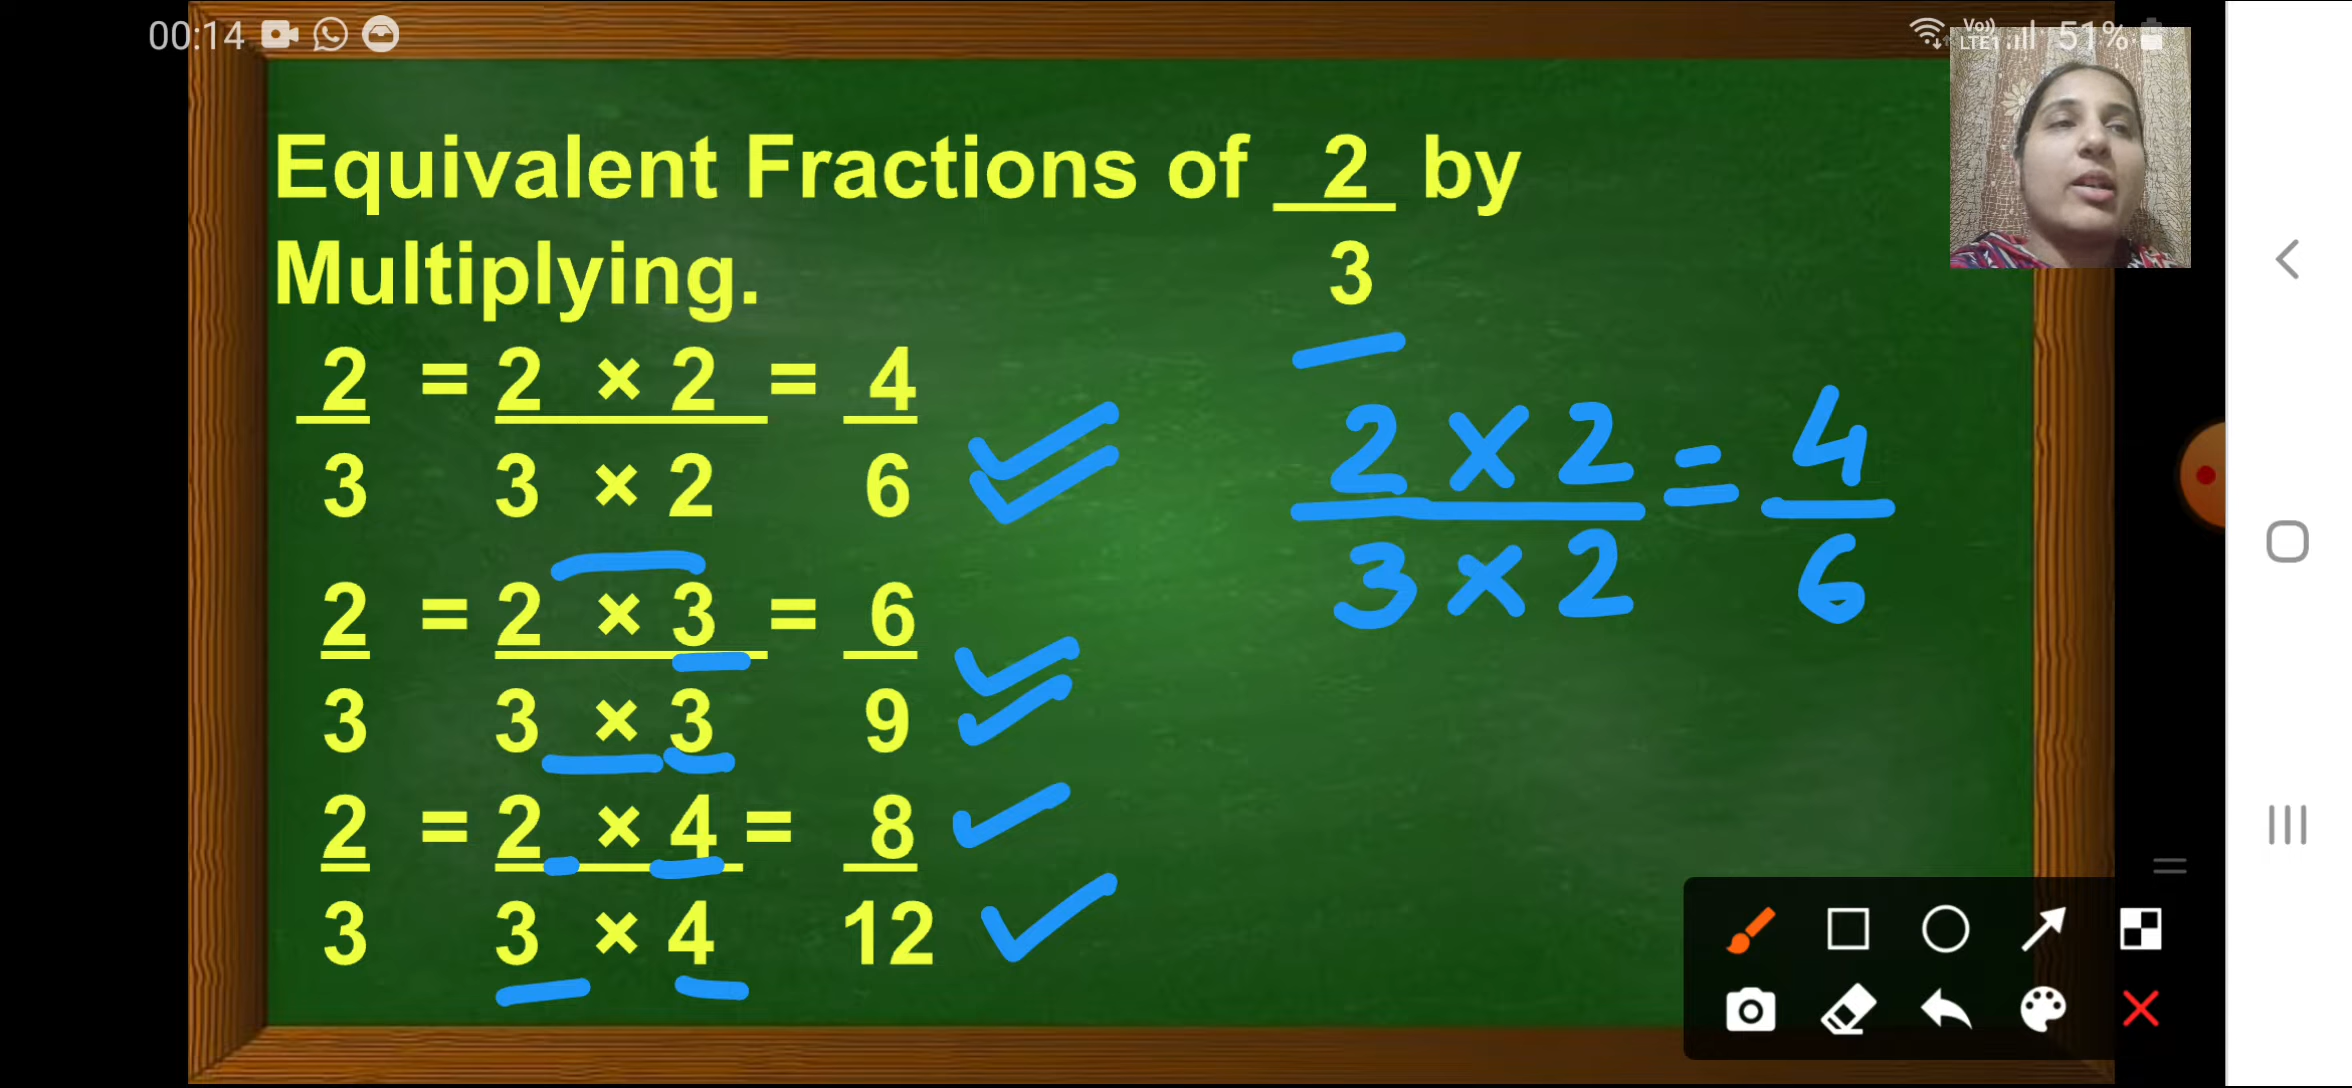 00:14
Vo))
LTE1
51%
Equivalent Fractions of 2 by
Multiplying. 3
2 = 2 × 2 = 4
3 3 × 2 6
2 = 2 × 3 = 6
3 3 × 3 9
2 = 2 × 4 = 8
3 3 × 4 12
2 × 2 = 4
3 × 2 6